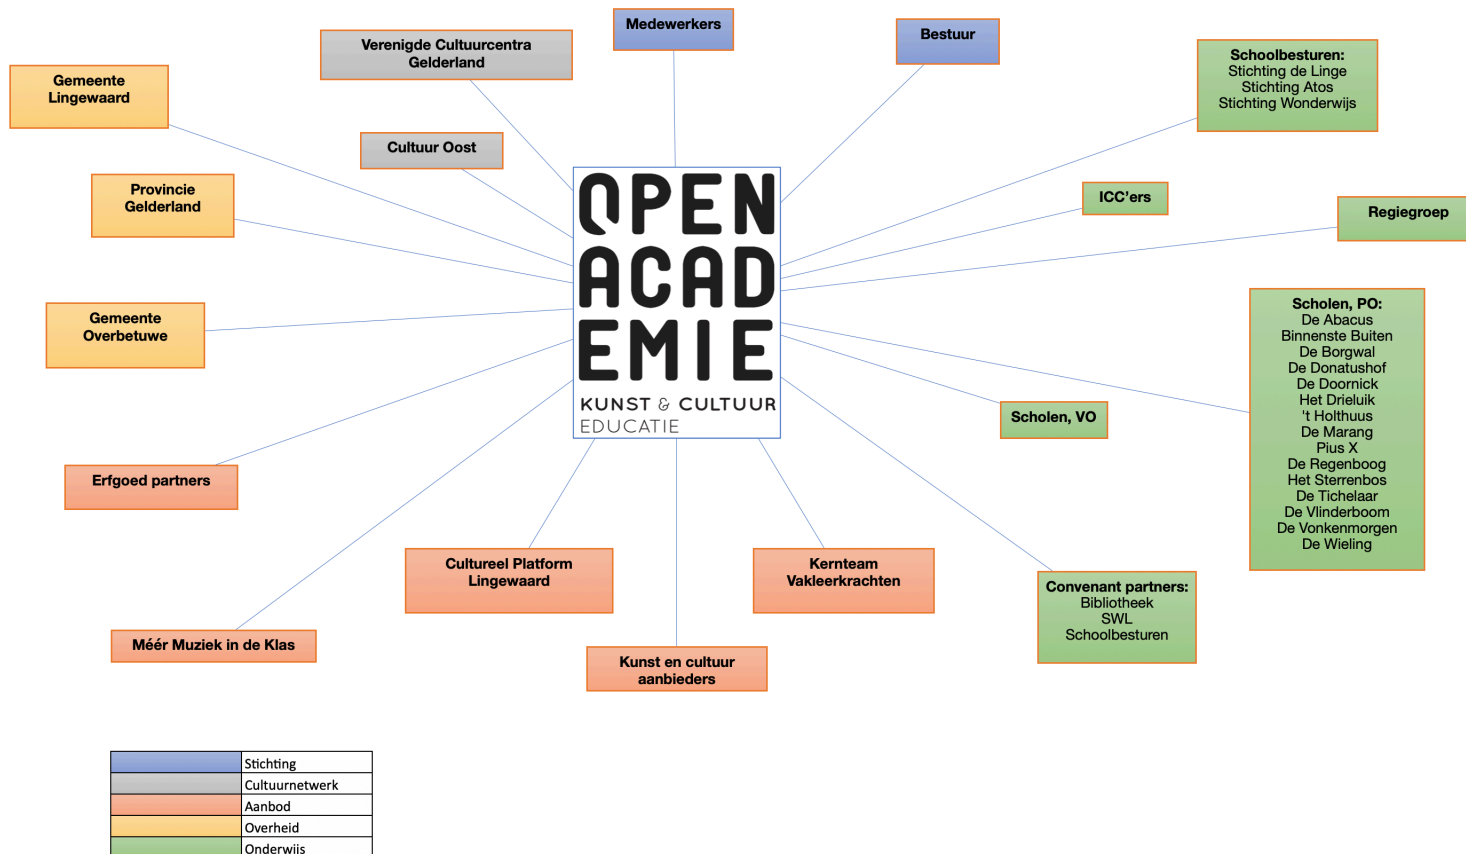 Medewerkers
Bestuur
Verenigde Cultuurcentra
Gelderland
Schoolbesturen:
Stichting de Linge
Stichting Atos
Stichting Wonderwijs
Gemeente
Lingewaard
Cultuur Oost
Provincie
Gelderland
ICC'ers
Regiegroep
OPEN
ACAD
EMIE
KUNST & CULTUUR
EDUCATIE
Gemeente
Overbetuwe
Scholen, PO:
De Abacus
Binnenste Buiten
De Borgwal
De Donatushof
De Doornick
Het Drieluik
't Holthuus
De Marang
Pius X
De Regenboog
Het Sterrenbos
De Tichelaar
De Vlinderboom
De Vonkenmorgen
De Wieling
Scholen, VO
Erfgoed partners
Cultureel Platform
Lingewaard
Kernteam
Vakleerkrachten
Convenant partners:
Bibliotheek
SWL
Schoolbesturen
Méér Muziek in de Klas
Kunst en cultuur
aanbieders
Stichting
Cultuurnetwerk
Aanbod
Overheid
Onderwijs